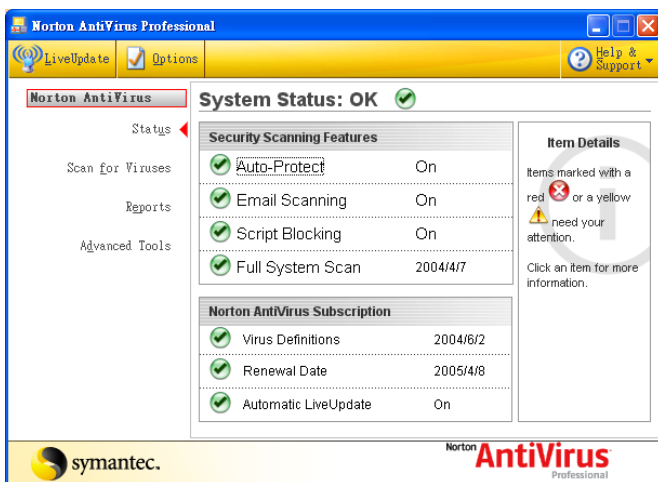 Norton AntiVirus Professional
LiveUpdate
Options
Help & Support
Norton AntiVirus
Status
Scan for Viruses
Reports
Advanced Tools
System Status: OK
Security Scanning Features
Auto-Protect On
Email Scanning On
Script Blocking On
Full System Scan 2004/4/7
Norton AntiVirus Subscription
Virus Definitions 2004/6/2
Renewal Date 2005/4/8
Automatic LiveUpdate On
Item Details
Items marked with a
red or a yellow
need your
attention.
Click an item for more
information.
symantec.
Norton AntiVirus
Professional